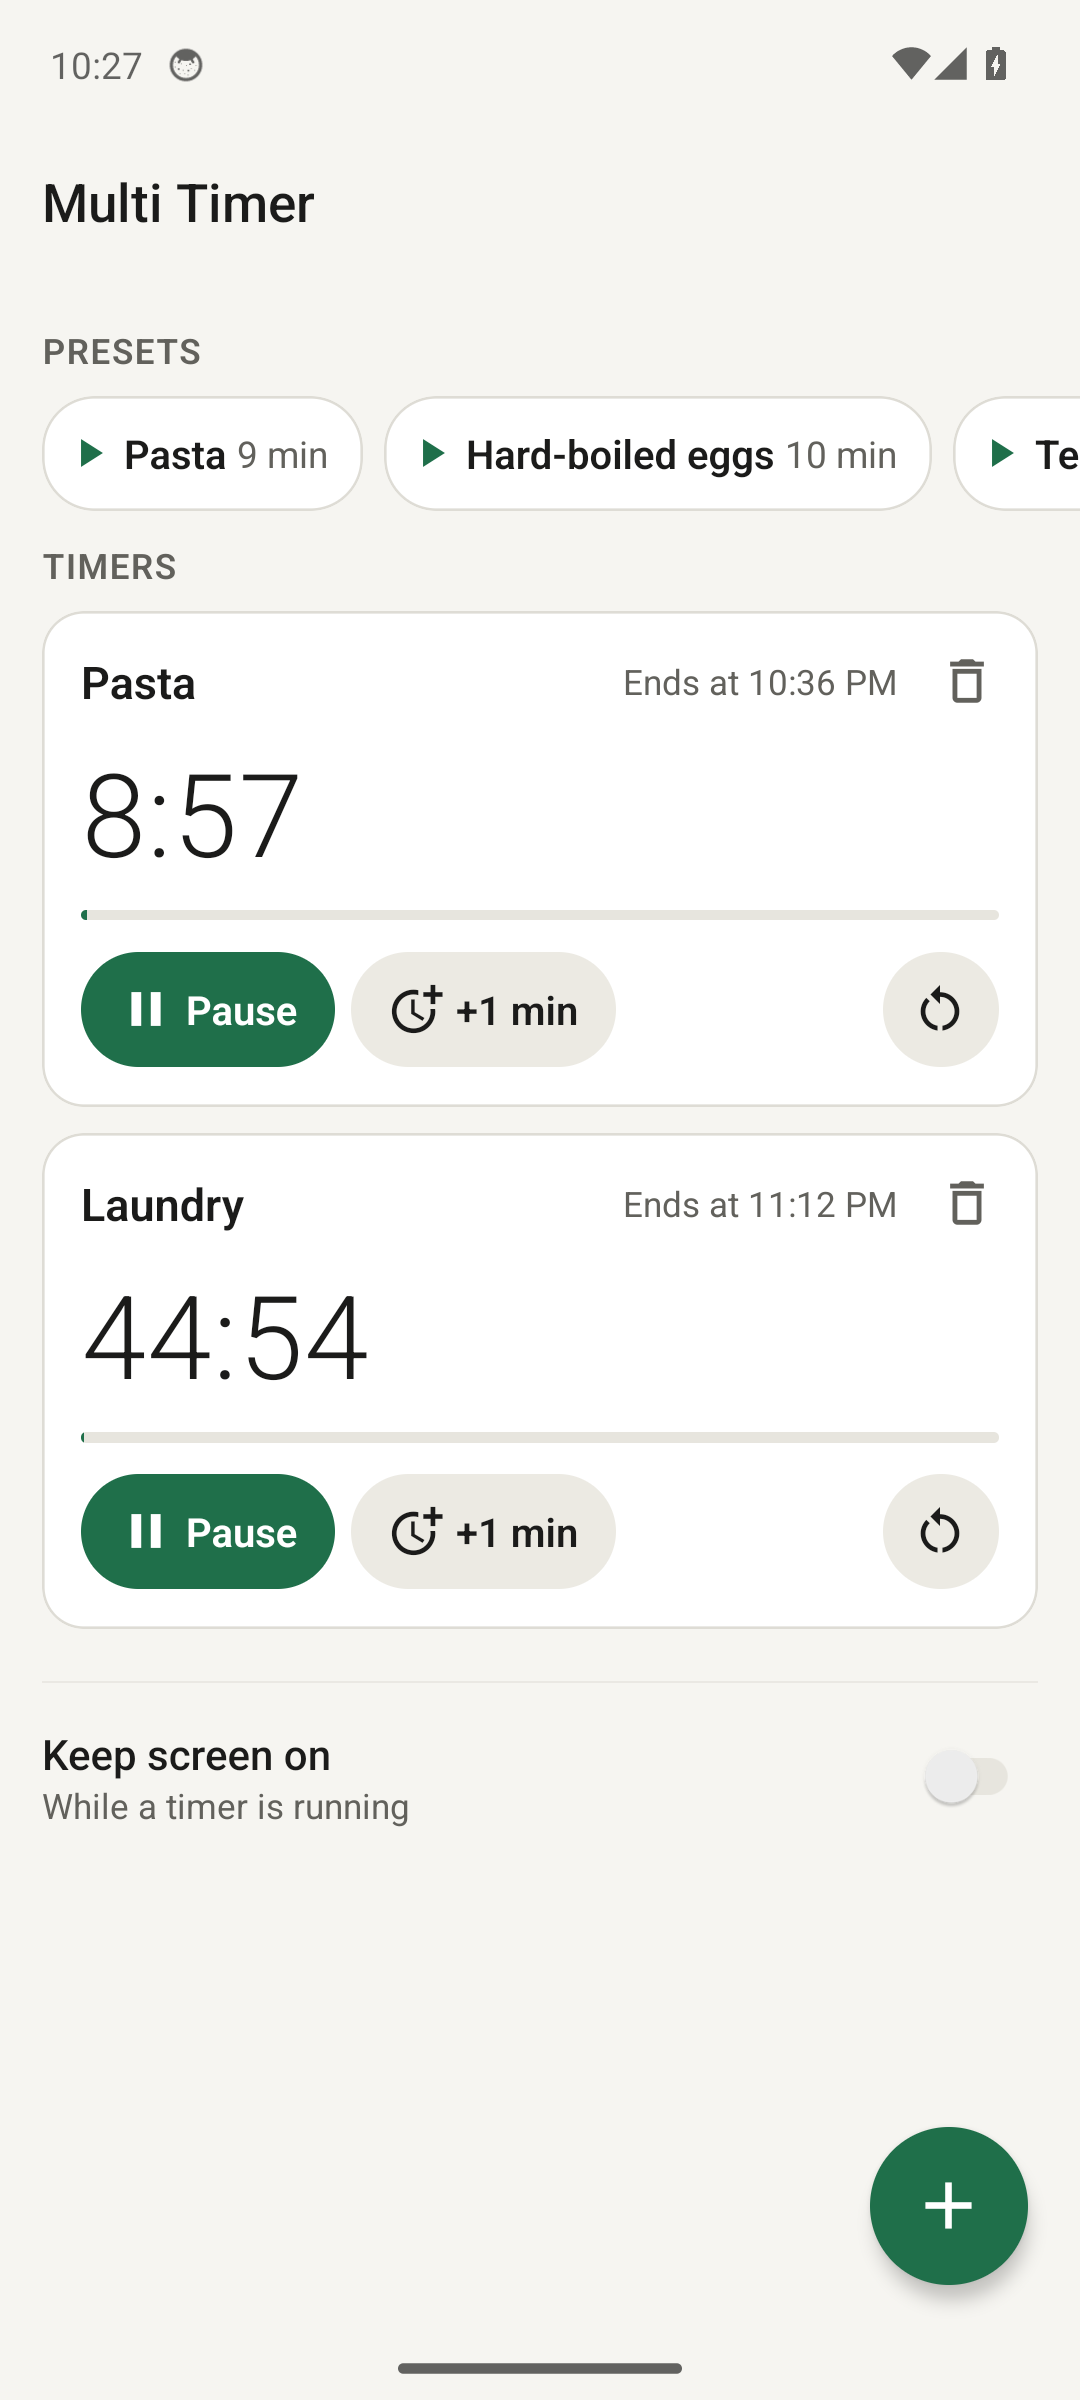 10:27
Multi Timer
PRESETS
Pasta 9 min
Hard-boiled eggs 10 min
Te
TIMERS
Pasta
Ends at 10:36 PM
8:57
Pause
+1 min
Laundry
Ends at 11:12 PM
44:54
Pause
+1 min
Keep screen on
While a timer is running